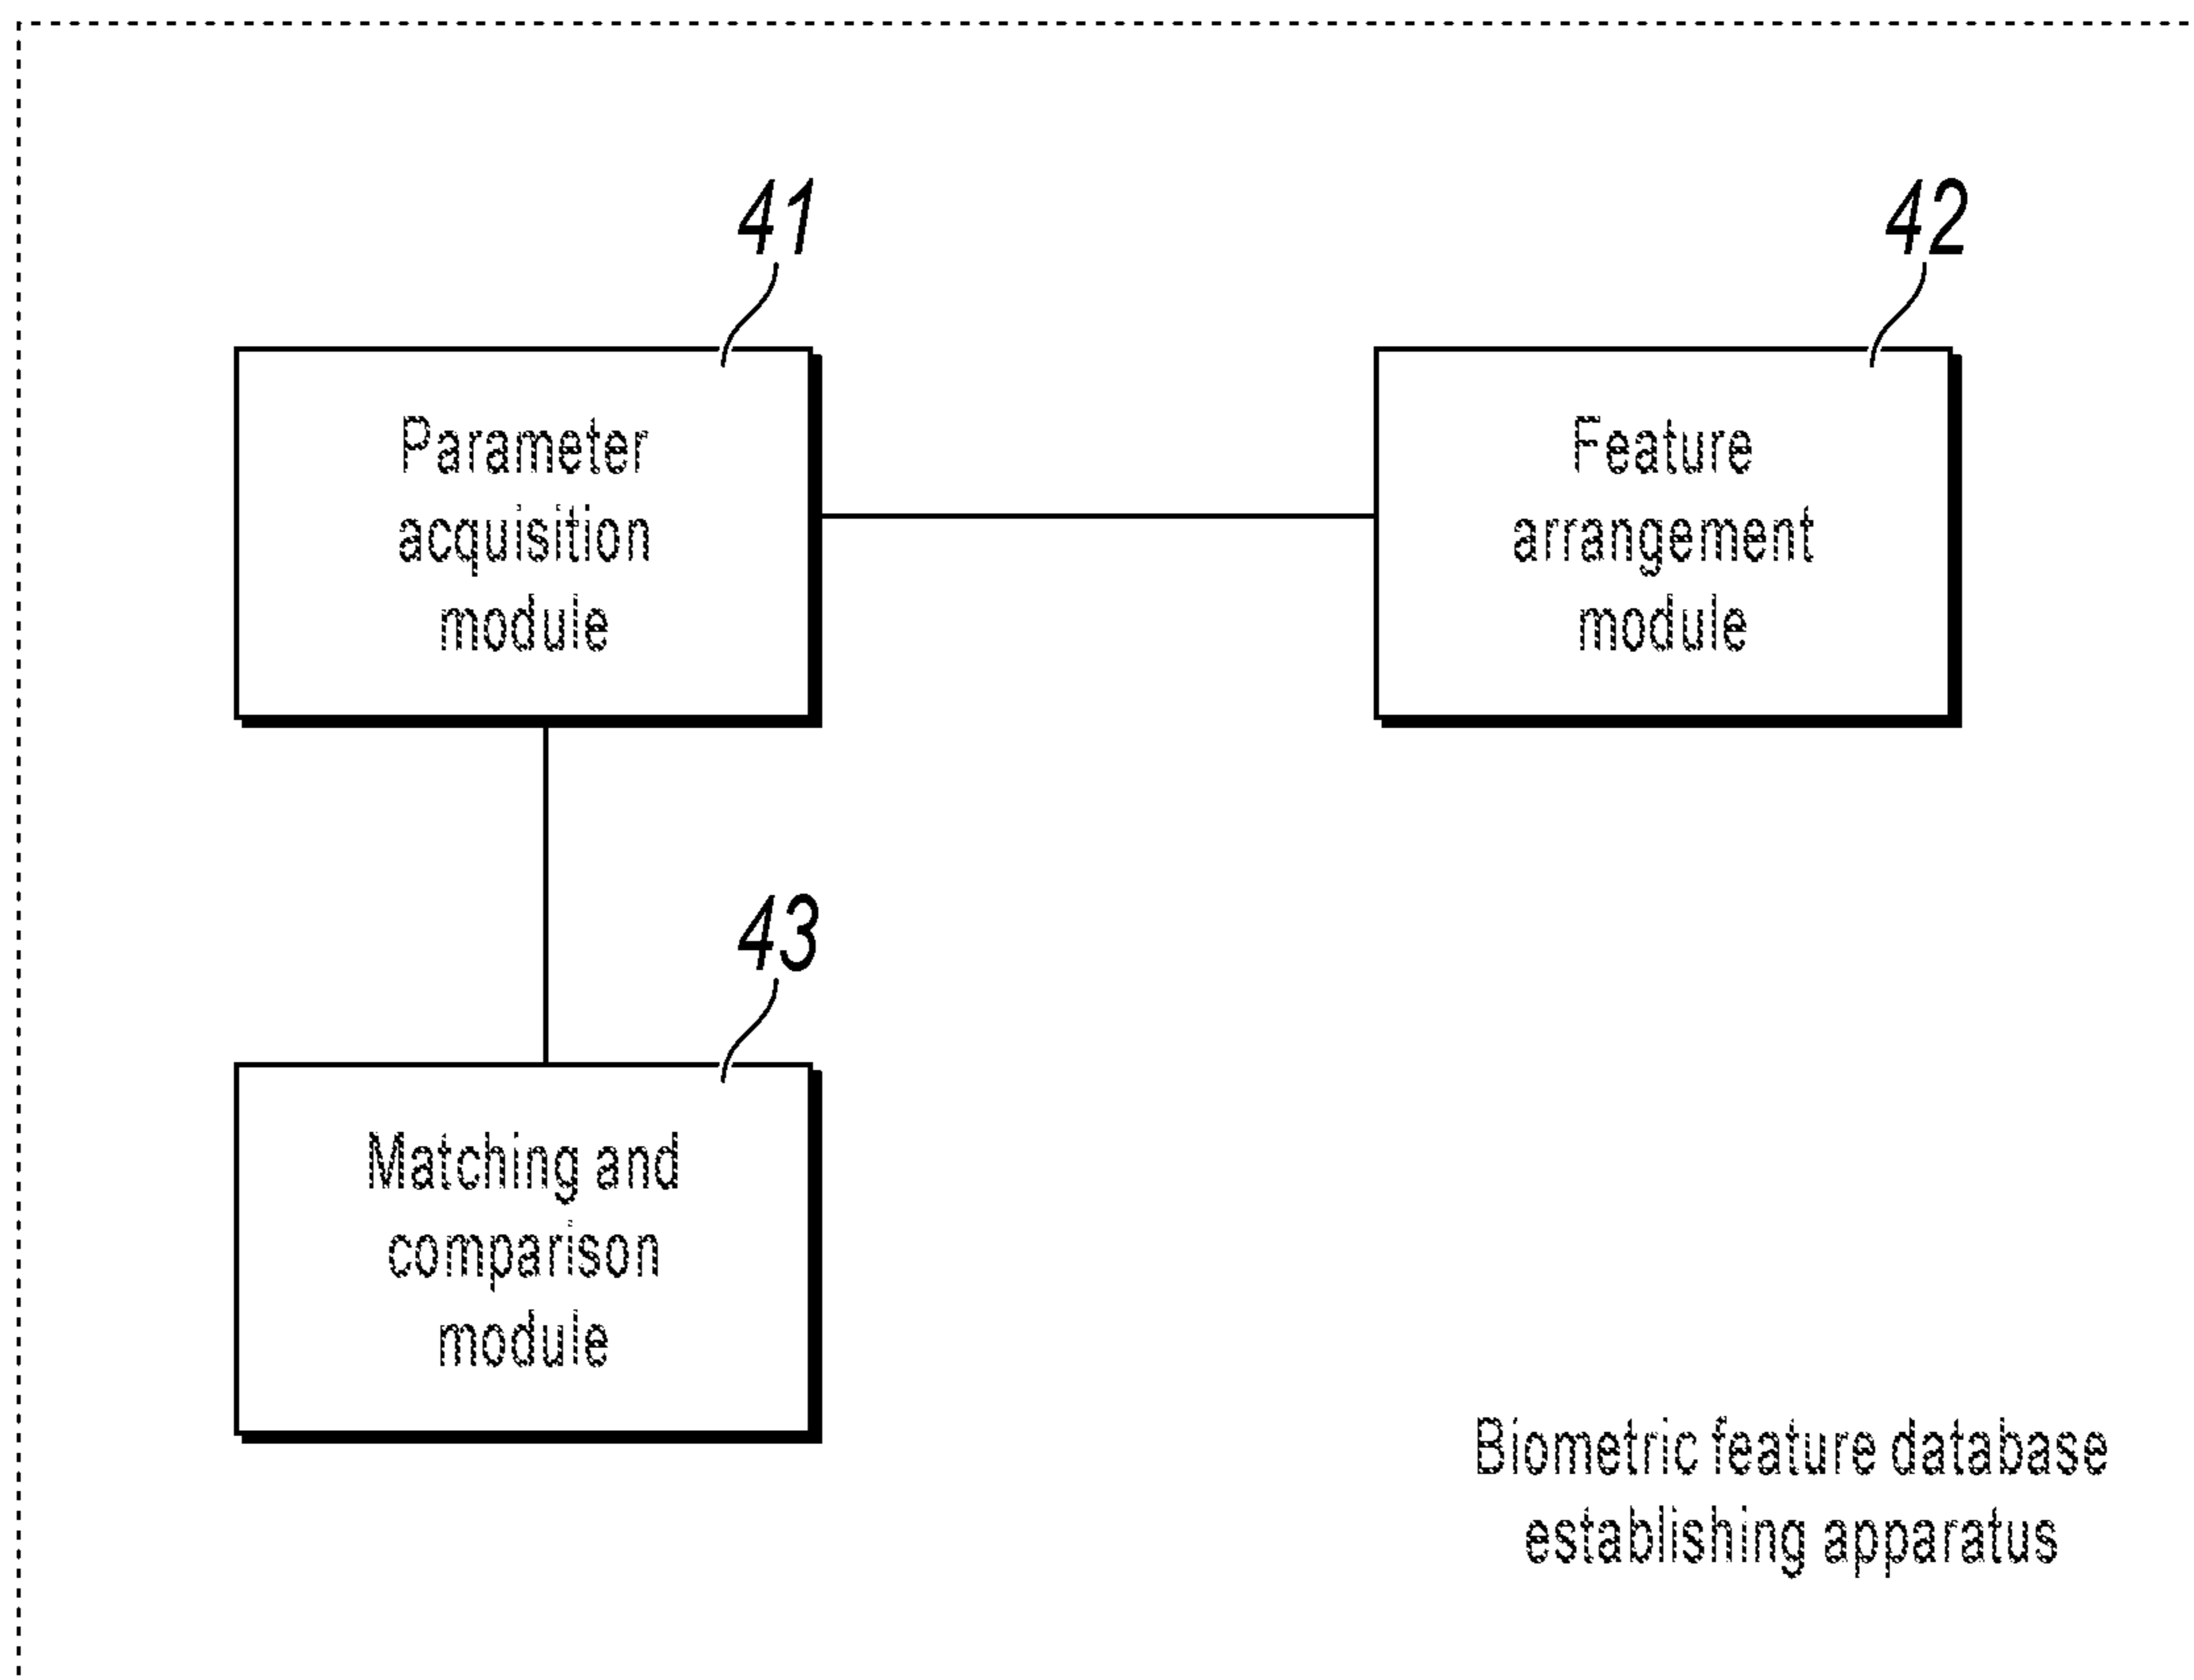 41
42
Parameter
acquisition
module
Feature
arrangement
module
43
Matching and
comparison
module
Biometric feature database
establishing apparatus